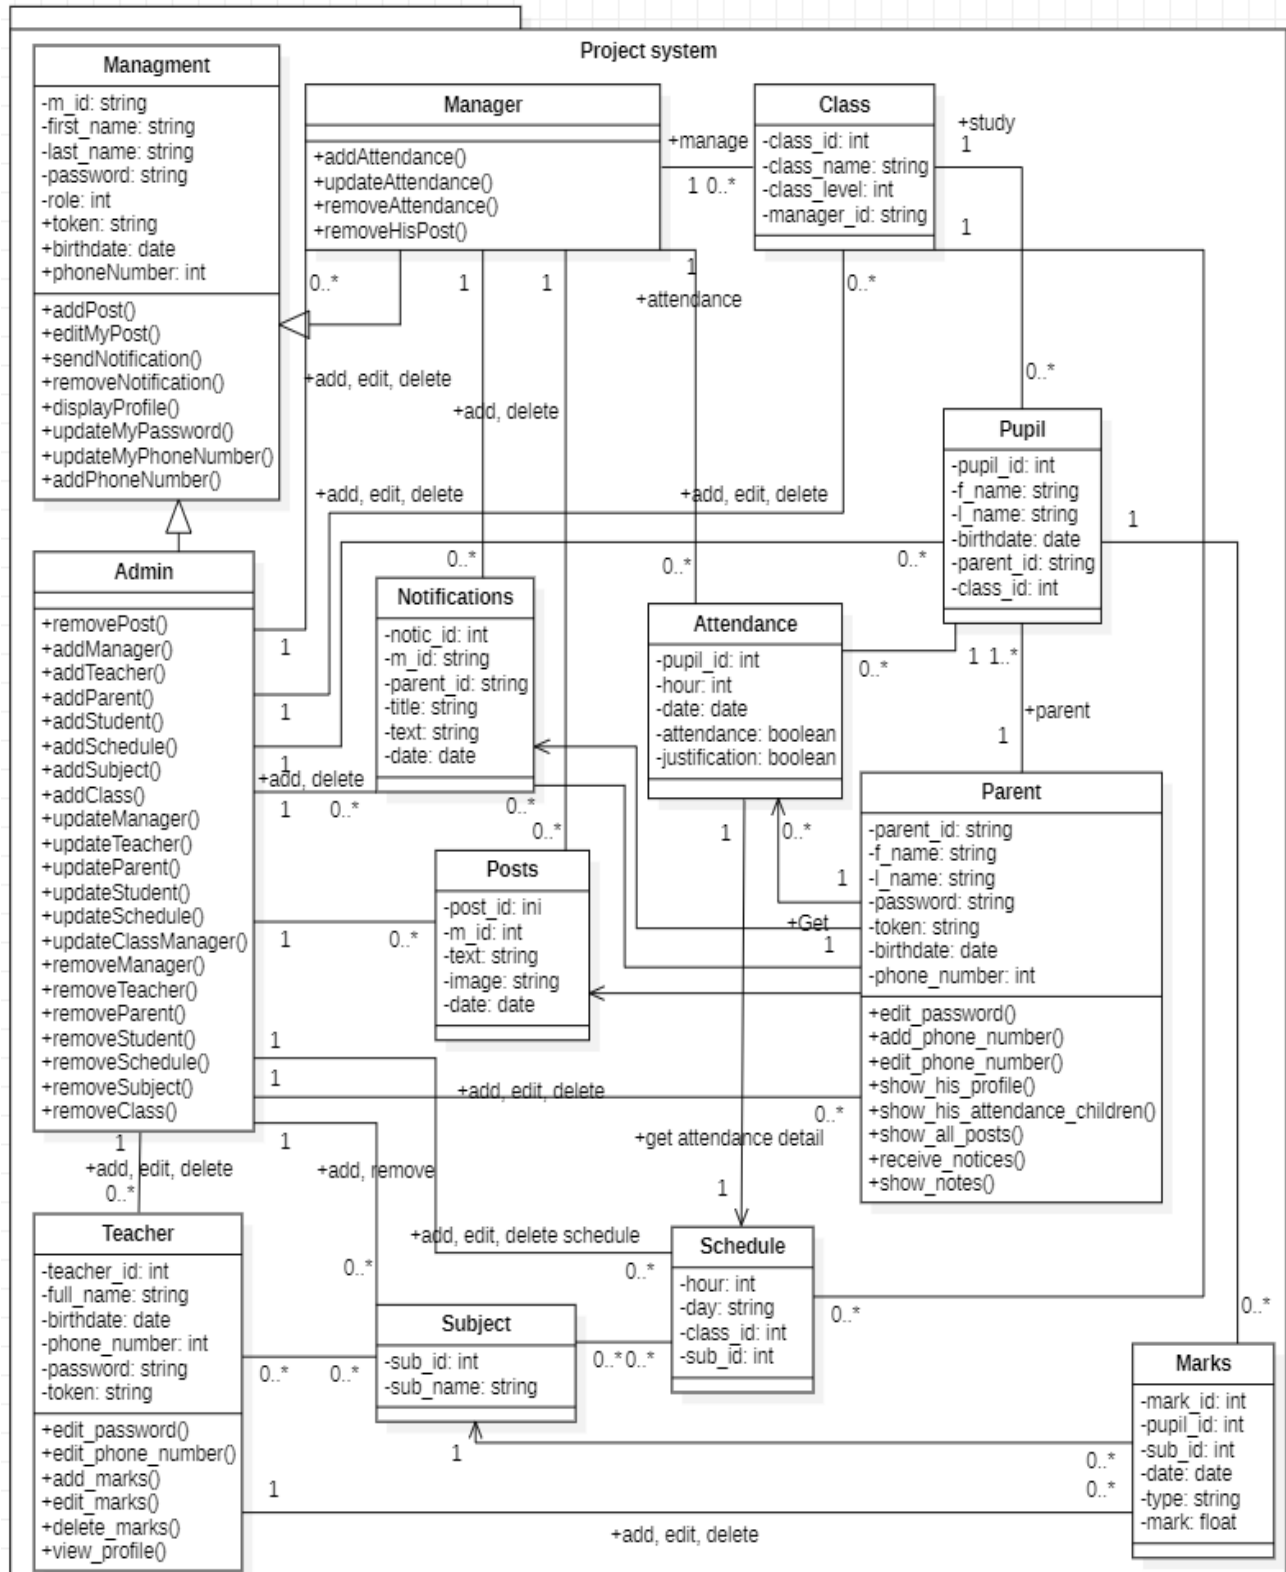 Project system
Managment
-m_id: string
-first_name: string
-last_name: string
-password: string
-role: int
+token: string
+birthdate: date
+phoneNumber: int
+addPost()
+editMyPost()
+sendNotification()
+removeNotification()
+displayProfile()
+updateMyPassword()
+updateMyPhoneNumber()
+addPhoneNumber()
Manager
+addAttendance()
+updateAttendance()
+removeAttendance()
+removeHisPost()
+manage
1 0..*
Class
-class_id: int
-class_name: string
-class_level: int
-manager_id: string
+study
1
1
0..*
1
1
1
+attendance
0..*
0..*
+add, edit, delete
+add, delete
+add, edit, delete
+add, edit, delete
Pupil
-pupil_id: int
-f_name: string
-l_name: string
-birthdate: date
-parent_id: string
-class_id: int
1
0..*
0..*
0..*
Admin
+removePost()
+addManager()
+addTeacher()
+addParent()
+addStudent()
+addSchedule()
+addSubject()
+addClass()
+updateManager()
+updateTeacher()
+updateParent()
+updateStudent()
+updateSchedule()
+updateClassManager()
+removeManager()
+removeTeacher()
+removeParent()
+removeStudent()
+removeSchedule()
+removeSubject()
+removeClass()
1
1
1
+add, delete
1
0..*
Notifications
-notic_id: int
-m_id: string
-parent_id: string
-title: string
-text: string
-date: date
0..*
0..*
Attendance
-pupil_id: int
-hour: int
-date: date
-attendance: boolean
-justification: boolean
0..*
1 1..*
+parent
1
1
0..*
1
+Get
1
Posts
-post_id: ini
-m_id: int
-text: string
-image: string
-date: date
1
0..*
Parent
-parent_id: string
-f_name: string
-l_name: string
-password: string
-token: string
-birthdate: date
-phone_number: int
+edit_password()
+add_phone_number()
+edit_phone_number()
+show_his_profile()
+show_his_attendance_children()
+show_all_posts()
+receive_notices()
+show_notes()
1
1
+add, edit, delete
0..*
1
1
+add, edit, delete
0..*
+add, remove
+get attendance detail
1
+add, edit, delete schedule
0..*
0..*
Teacher
-teacher_id: int
-full_name: string
-birthdate: date
-phone_number: int
-password: string
-token: string
+edit_password()
+edit_phone_number()
+add_marks()
+edit_marks()
+delete_marks()
+view_profile()
0..*
0..*
Subject
-sub_id: int
-sub_name: string
0..*0..*
Schedule
-hour: int
-day: string
-class_id: int
-sub_id: int
0..*
0..*
Marks
-mark_id: int
-pupil_id: int
-sub_id: int
-date: date
-type: string
-mark: float
1
0..*
1
0..*
+add, edit, delete